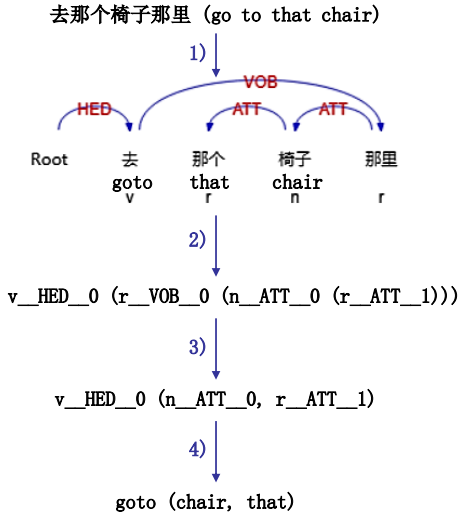 去那个椅子那里 (go to that chair)
1)
VOB
HED ATT ATT
Root 去 那个 椅子 那里
goto that chair
v r n r
2)
v__HED__0 (r__VOB__0 (n__ATT__0 (r__ATT__1)))
3)
v__HED__0 (n__ATT__0, r__ATT__1)
4)
goto (chair, that)